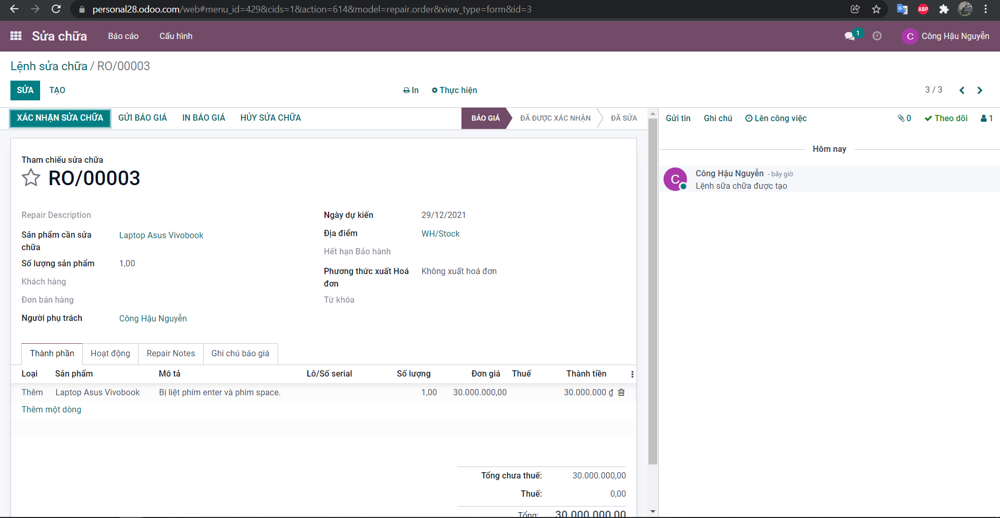 personal28.odoo.com/web#menu_id=429&cids=1&action=614&model=repair.order&view_type=form&id=3
ABP
Sửa chữa Báo cáo Cấu hình 1 C Công Hậu Nguyễn
Lệnh sửa chữa / RO/00003
SỬA TẠO In Thực hiện 3 / 3
XÁC NHẬN SỬA CHỮA GỬI BÁO GIÁ IN BÁO GIÁ HỦY SỬA CHỮA BÁO GIÁ ĐÃ ĐƯỢC XÁC NHẬN ĐÃ SỬA
Gửi tin Ghi chú Lên công việc 0 Theo dõi 1
Hôm nay
C Công Hậu Nguyễn - bây giờ
Lệnh sữa chữa được tạo
Tham chiếu sửa chữa
RO/00003
Repair Description
Sản phẩm cần sửa chữa Laptop Asus Vivobook
Số lượng sản phẩm 1,00
Khách hàng
Đơn bán hàng
Người phụ trách Công Hậu Nguyễn
Ngày dự kiến 29/12/2021
Địa điểm WH/Stock
Hết hạn Bảo hành
Phương thức xuất Hoá đơn Không xuất hoá đơn
Từ khóa
Thành phần Hoạt động Repair Notes Ghi chú báo giá
Loại Sản phẩm Mô tả Lô/Số serial Số lượng Đơn giá Thuế Thành tiền
Thêm Laptop Asus Vivobook Bị liệt phím enter và phim space. 1,00 30.000.000,00 30.000.000 ₫
Thêm một dòng
Tổng chưa thuế: 30.000.000,00
Thuế: 0,00
Tổng: 30.000.000,00